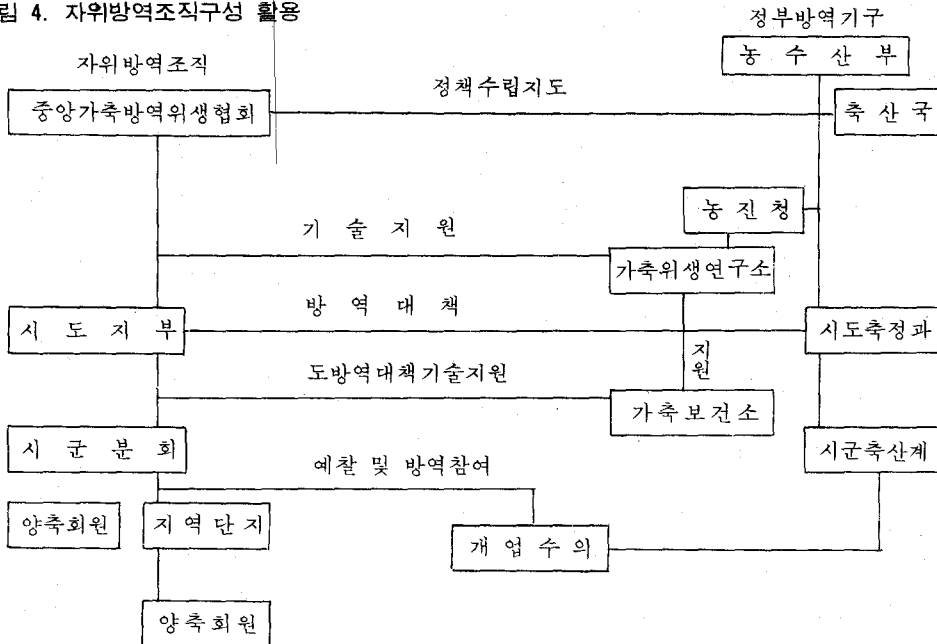 립 4. 자위방역조직구성 활용
정부방역기구
농 수 산 부
자위방역조직
정책수립지도
중앙가축방역위생협회
축 산 국
농 진 청
기 술 지 원
가축위생연구소
방 역 대 책
시 도 지 부
시도축정과
지원
도방역대책기술지원
가축보건소
시 군 분 회
시군축산계
예찰 및 방역참여
양축회원
지역단지
개업수의
양축회원